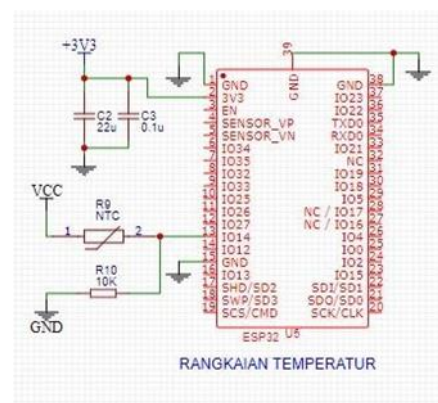 +3V3
C2
22u
C3
0.1u
VCC
R9
NTC
1
2
R10
10K
GND
39
GND
1 GND
2 3V3
3 EN
4 SENSOR_VP
5 SENSOR_VN
6 IO34
7 IO35
8 IO32
9 IO33
10 IO25
11 IO26
12 IO27
13 IO14
14 IO12
15 GND
16 IO13
17 SHD/SD2
18 SWP/SD3
19 SCS/CMD
GND 38
IO23 37
IO22 36
TXD0 35
RXD0 34
IO21 33
NC 32
IO19 31
IO18 30
IO5 29
NC / IO17 28
NC / IO16 27
IO4 26
IO0 25
IO2 24
IO15 23
SDI/SD1 22
SDO/SD0 21
SCK/CLK 20
ESP32
U5
RANGKAIAN TEMPERATUR